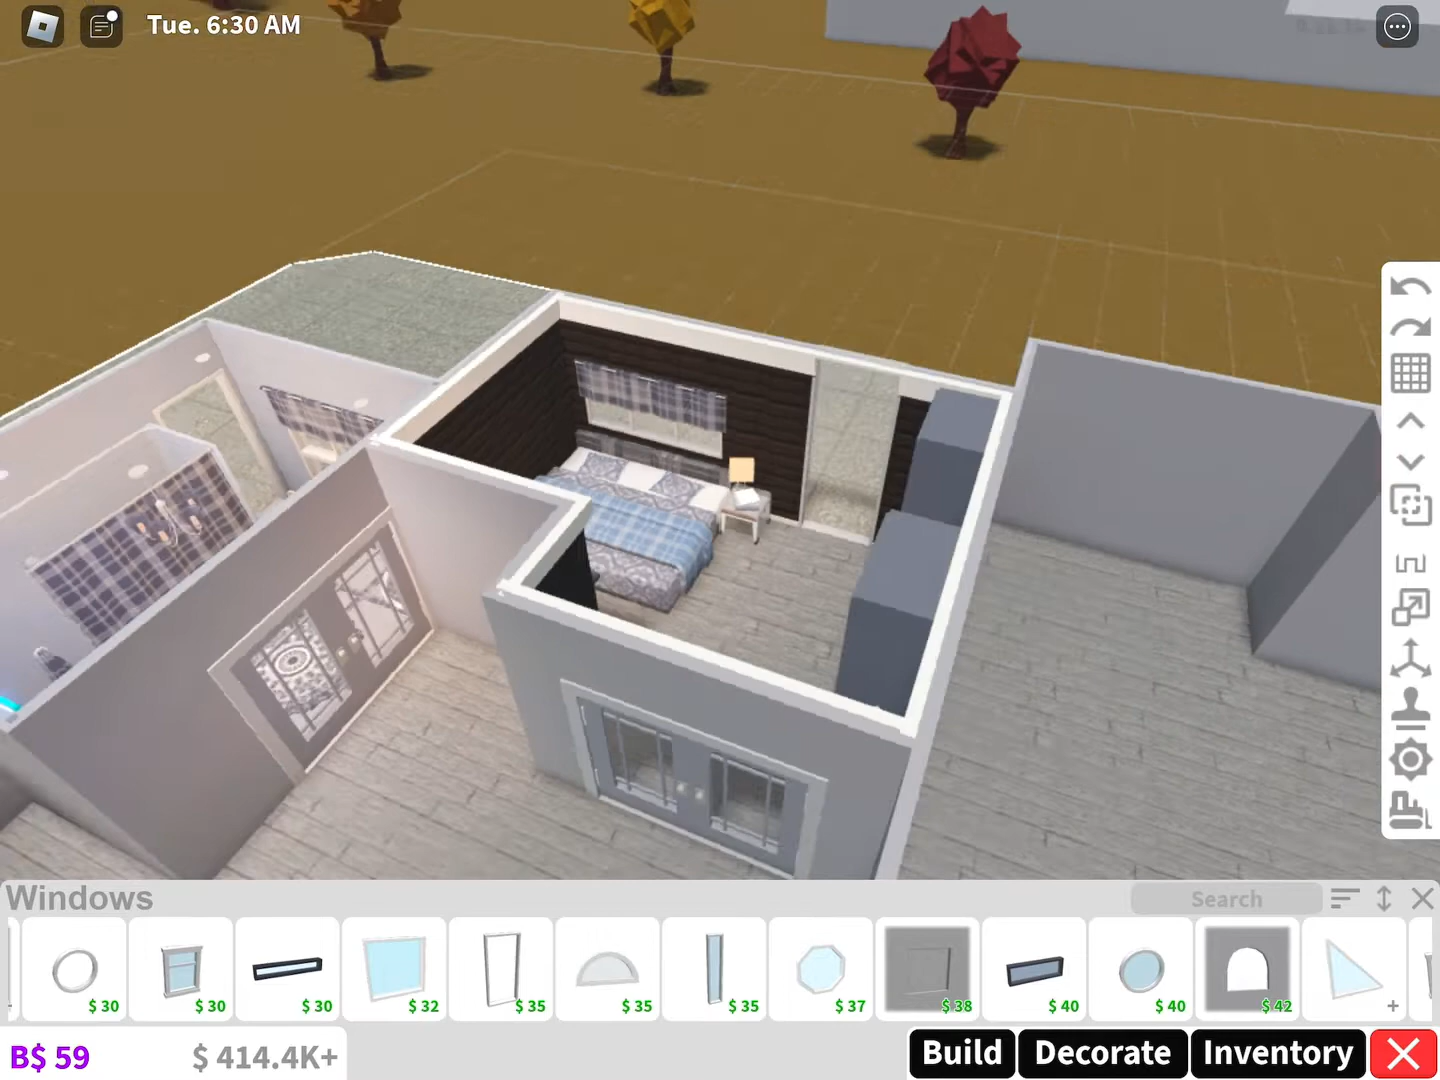 Tue. 6:30 AM
Windows
Search
$ 30
$ 30
$ 30
$ 32
$ 35
$ 35
$ 35
$ 37
$ 38
$ 40
$ 40
$ 42
+
B$ 59
$ 414.4K+
Build
Decorate
Inventory